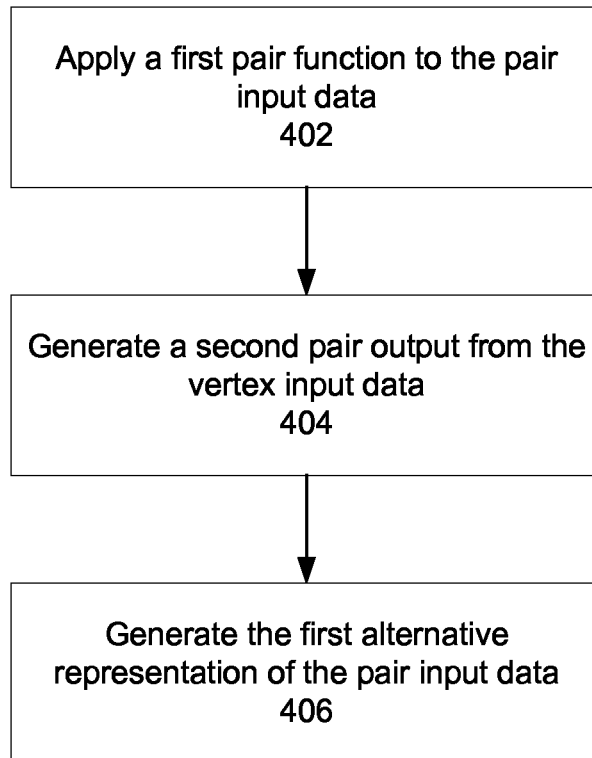 Apply a first pair function to the pair
input data
402
Generate a second pair output from the
vertex input data
404
Generate the first alternative
representation of the pair input data
406